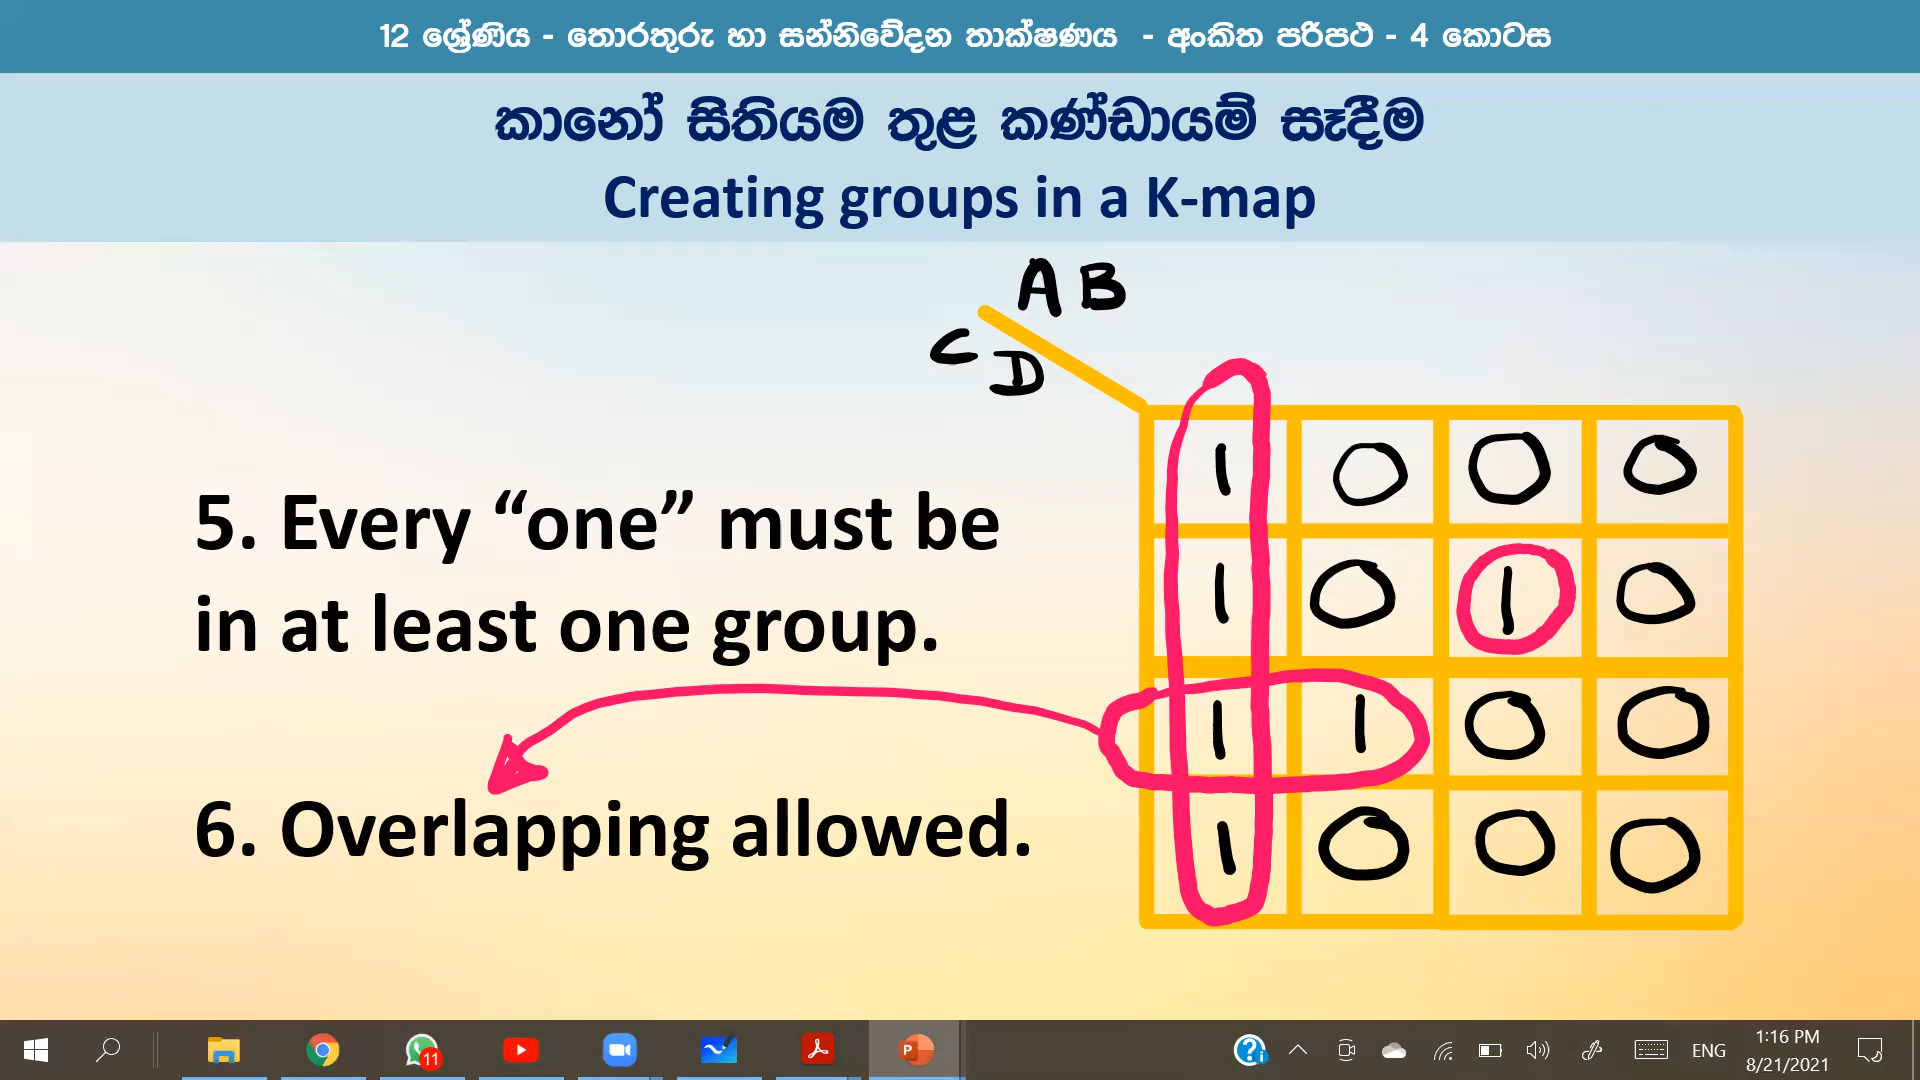 12 ශ්‍රේණිය - තොරතුරු හා සන්නිවේදන තාක්ෂණය - අංකිත පරිපථ - 4 කොටස
කානෝ සිතියම තුළ කණ්ඩායම් සෑදීම
Creating groups in a K-map
A B
C D
5. Every “one” must be
in at least one group.
6. Overlapping allowed.
1 0 0 0
1 0 1 0
1 1 0 0
1 0 0 0
11
ENG
1:16 PM
8/21/2021